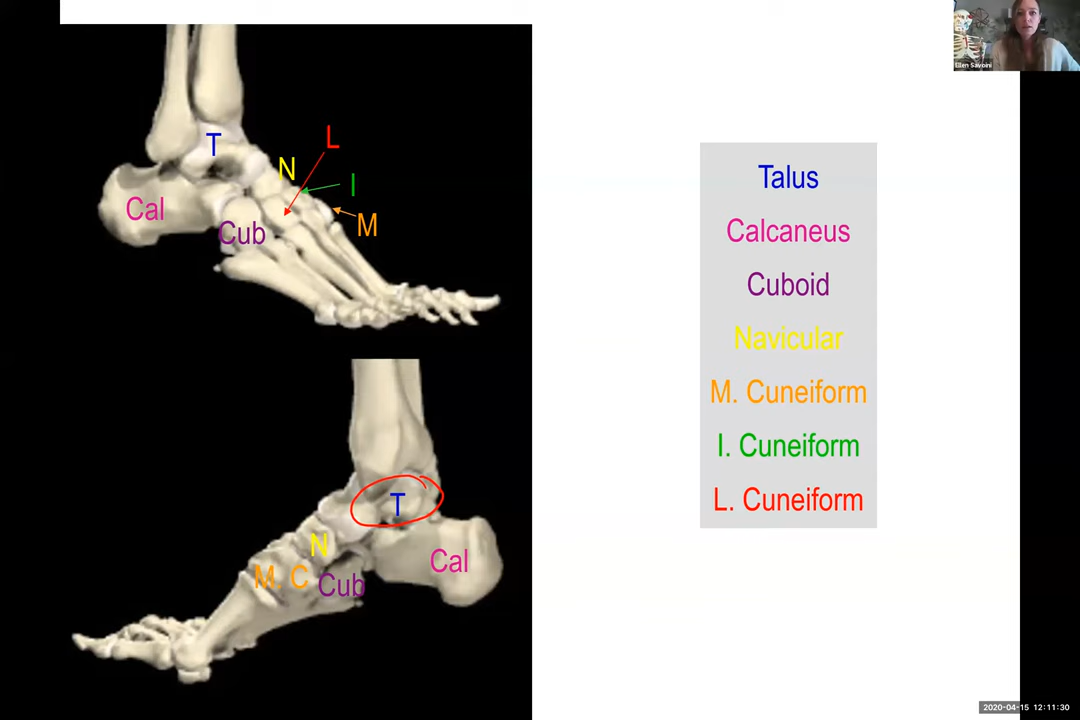 Ellen Savoini
T
L
N
I
Cal
M
Cub
T
N
Cal
M. C
Cub
Talus
Calcaneus
Cuboid
Navicular
M. Cuneiform
I. Cuneiform
L. Cuneiform
2020-04-15 12:11:30